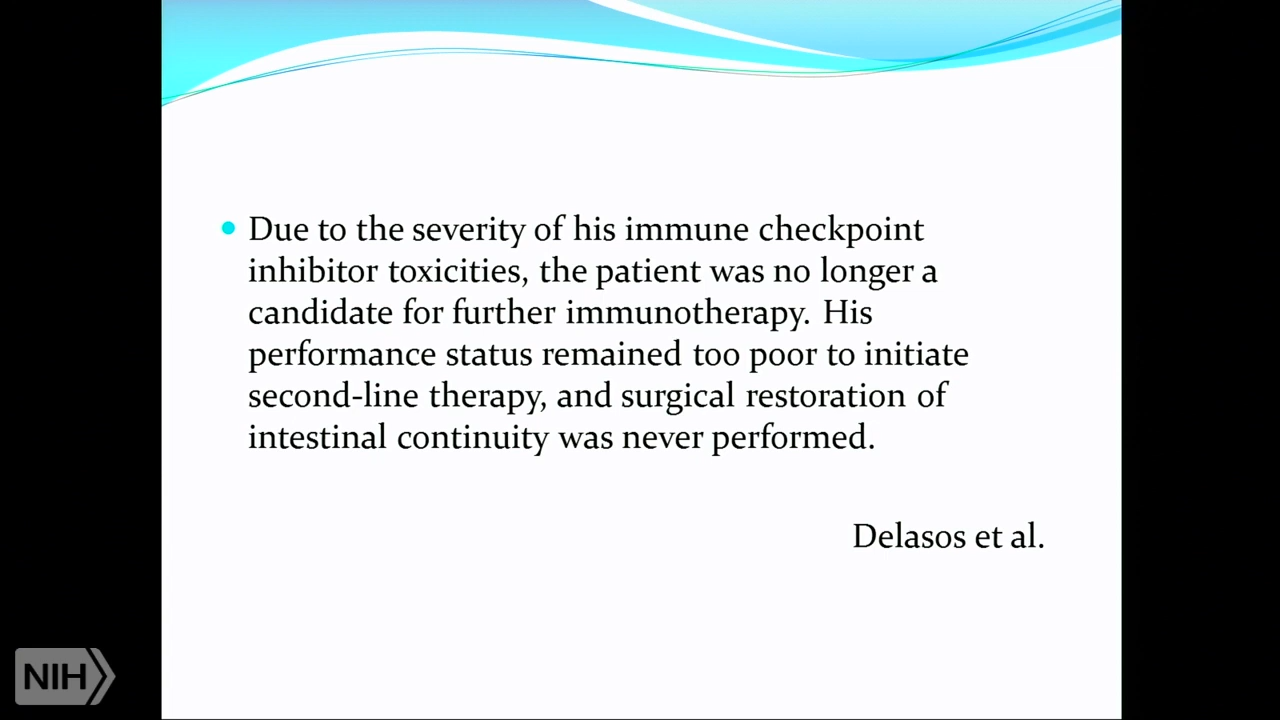 Due to the severity of his immune checkpoint
inhibitor toxicities, the patient was no longer a
candidate for further immunotherapy. His
performance status remained too poor to initiate
second-line therapy, and surgical restoration of
intestinal continuity was never performed.
Delasos et al.
NIH